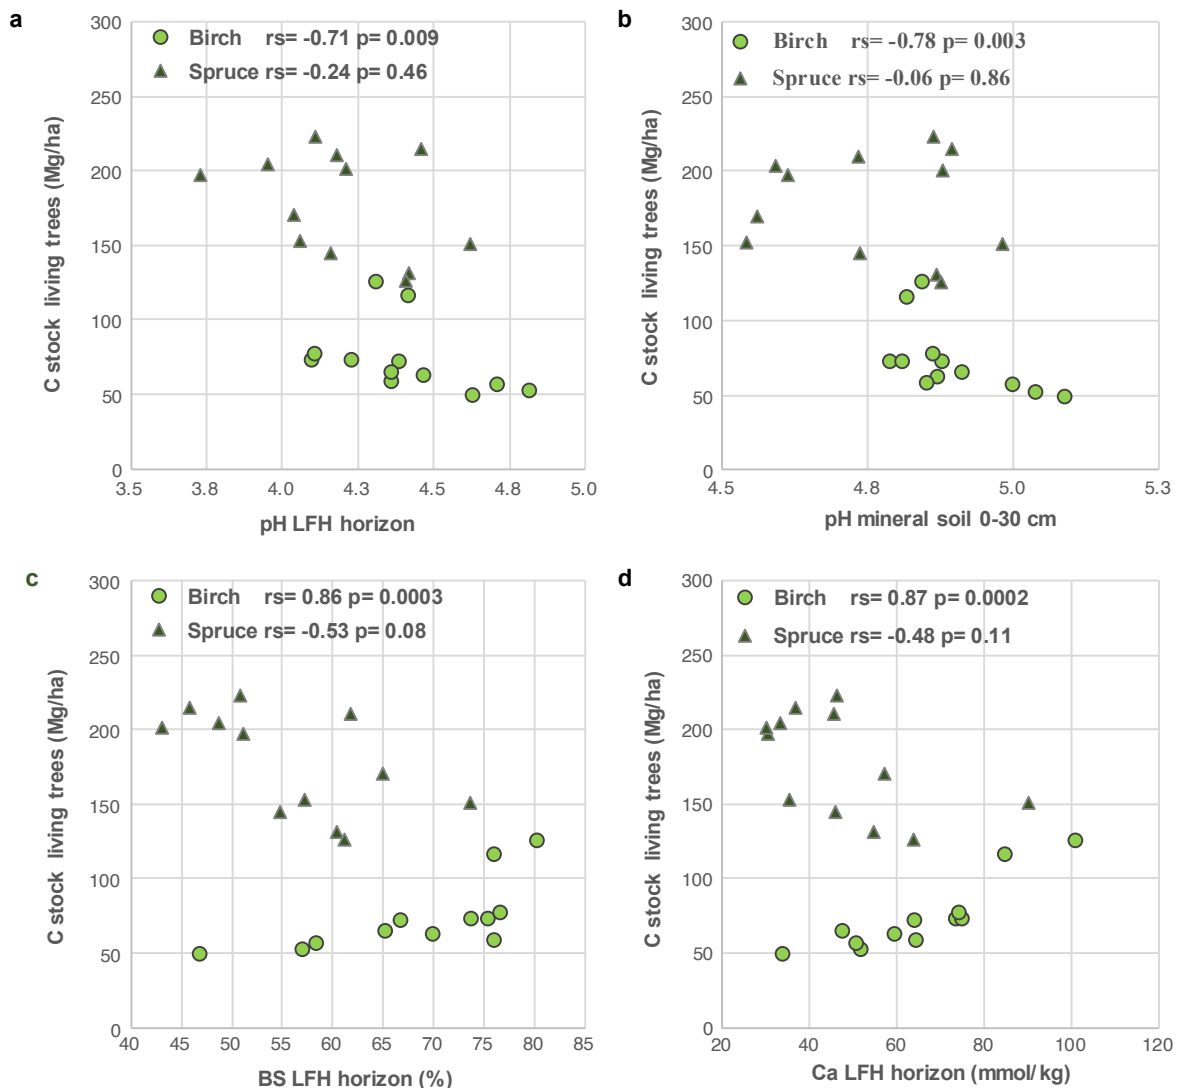 a
300
250
200
150
100
50
0
C stock living trees (Mg/ha)
Birch rs= -0.71 p= 0.009
Spruce rs= -0.24 p= 0.46
3.5 3.8 4.0 4.3 4.5 4.8 5.0
pH LFH horizon
b
300
250
200
150
100
50
0
C stock living trees (Mg/ha)
Birch rs= -0.78 p= 0.003
Spruce rs= -0.06 p= 0.86
4.5 4.8 5.0 5.3
pH mineral soil 0-30 cm
c
300
250
200
150
100
50
0
C stock living trees (Mg/ha)
Birch rs= 0.86 p= 0.0003
Spruce rs= -0.53 p= 0.08
40 45 50 55 60 65 70 75 80 85
BS LFH horizon (%)
d
300
250
200
150
100
50
0
C stock living trees (Mg/ha)
Birch rs= 0.87 p= 0.0002
Spruce rs= -0.48 p= 0.11
20 40 60 80 100 120
Ca LFH horizon (mmol/kg)